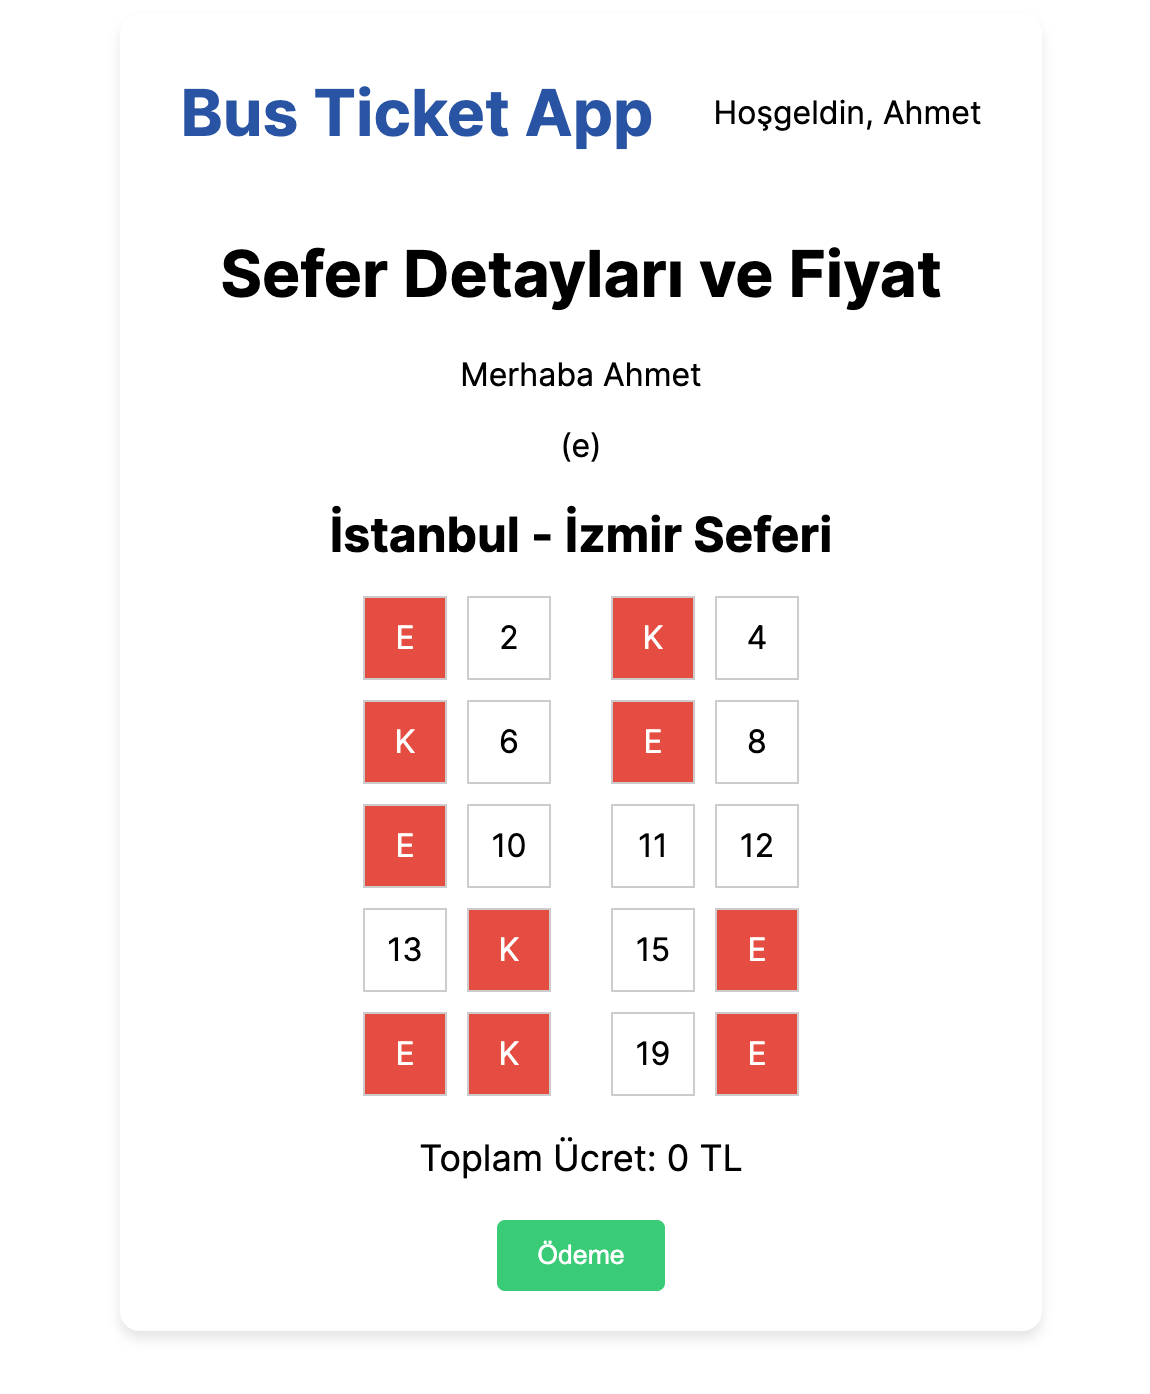 Bus Ticket App
Hoşgeldin, Ahmet
Sefer Detayları ve Fiyat
Merhaba Ahmet
(e)
İstanbul - İzmir Seferi
E 2 K 4
K 6 E 8
E 10 11 12
13 K 15 E
E K 19 E
Toplam Ücret: 0 TL
Ödeme